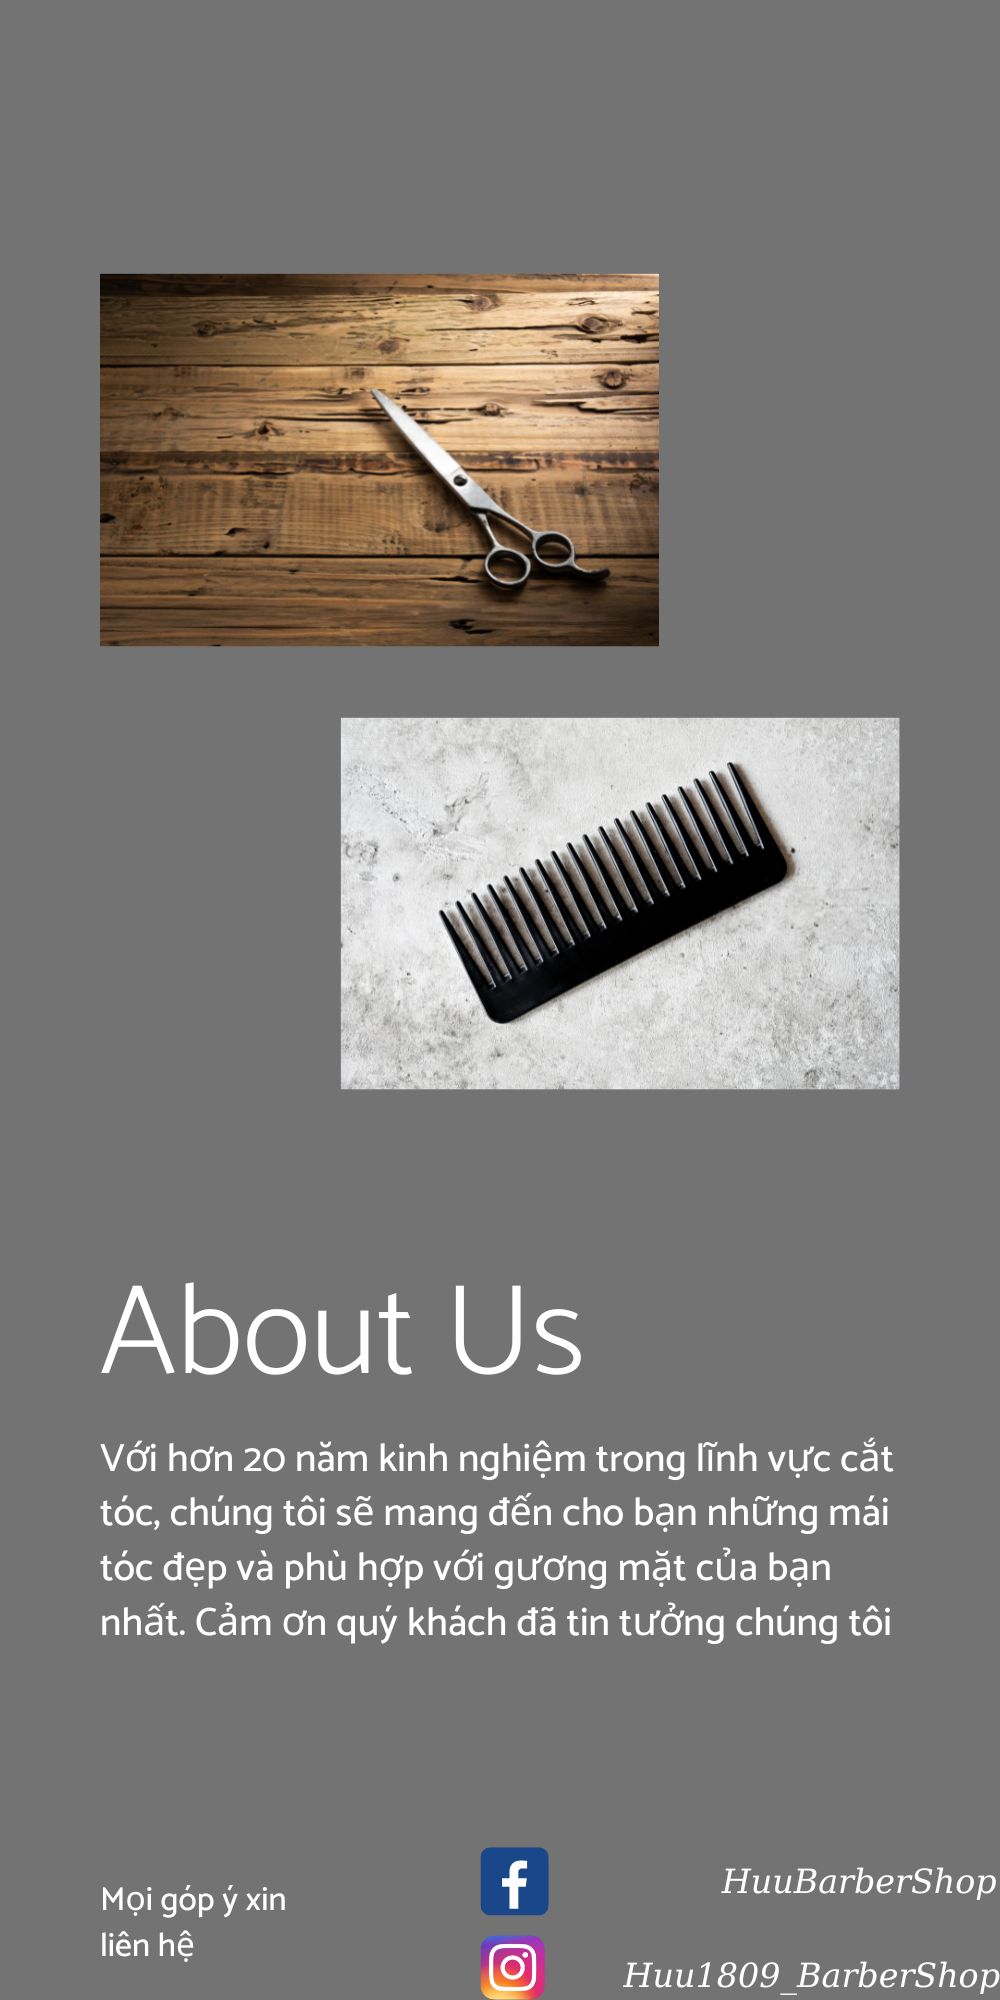 About Us
Với hơn 20 năm kinh nghiệm trong lĩnh vực cắt
tóc, chúng tôi sẽ mang đến cho bạn những mái
tóc đẹp và phù hợp với gương mặt của bạn
nhất. Cảm ơn quý khách đã tin tưởng chúng tôi
Mọi góp ý xin
liên hệ
HuuBarberShop
Huu1809_BarberShop